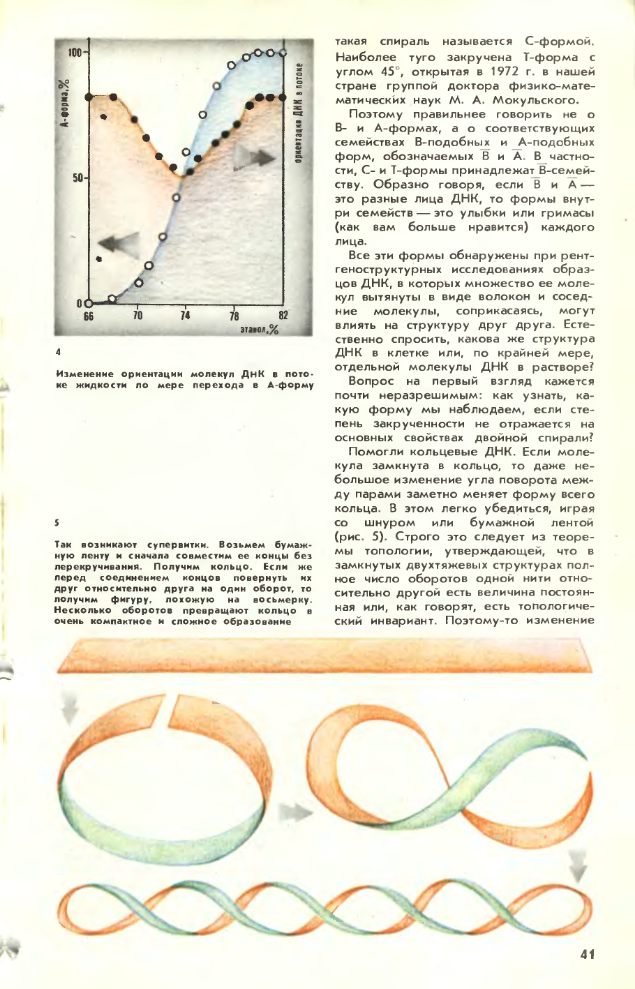 100
50
0
А-форма,%
ориентация ДНК в потоке
66 70 74 78 82
этанол,%
4
Изменение ориентации молекул ДНК в пото-
ке жидкости по мере перехода в А-форму
5
Так возникают супервитки. Возьмем бумаж-
ную ленту и сначала совместим ее концы без
перекручивания. Получим кольцо. Если же
перед соединением концов повернуть их
друг относительно друга на один оборот, то
получим фигуру, похожую на восьмерку.
Несколько оборотов превращают кольцо в
очень компактное и сложное образование
такая спираль называется С-формой.
Наиболее туго закручена Т-форма с
углом 45°, открытая в 1972 г. в нашей
стране группой доктора физико-мате-
матических наук М. А. Мокульского.
Поэтому правильнее говорить не о
В- и А-формах, а о соответствующих
семействах В-подобных и А-подобных
форм, обозначаемых B̅ и А̅. В частно-
сти, С- и Т-формы принадлежат B̅-семей-
ству. Образно говоря, если B̅ и А̅ —
это разные лица ДНК, то формы внут-
ри семейств — это улыбки или гримасы
(как вам больше нравится) каждого
лица.
Все эти формы обнаружены при рент-
геноструктурных исследованиях образ-
цов ДНК, в которых множество ее моле-
кул вытянуты в виде волокон и сосед-
ние молекулы, соприкасаясь, могут
влиять на структуру друг друга. Есте-
ственно спросить, какова же структура
ДНК в клетке или, по крайней мере,
отдельной молекулы ДНК в растворе?
Вопрос на первый взгляд кажется
почти неразрешимым: как узнать, ка-
кую форму мы наблюдаем, если сте-
пень закрученности не отражается на
основных свойствах двойной спирали?
Помогли кольцевые ДНК. Если моле-
кула замкнута в кольцо, то даже не-
большое изменение угла поворота меж-
ду парами заметно меняет форму всего
кольца. В этом легко убедиться, играя
со шнуром или бумажной лентой
(рис. 5). Строго это следует из теоре-
мы топологии, утверждающей, что в
замкнутых двухтяжевых структурах пол-
ное число оборотов одной нити отно-
сительно другой есть величина постоян-
ная или, как говорят, есть топологиче-
ский инвариант. Поэтому-то изменение
41